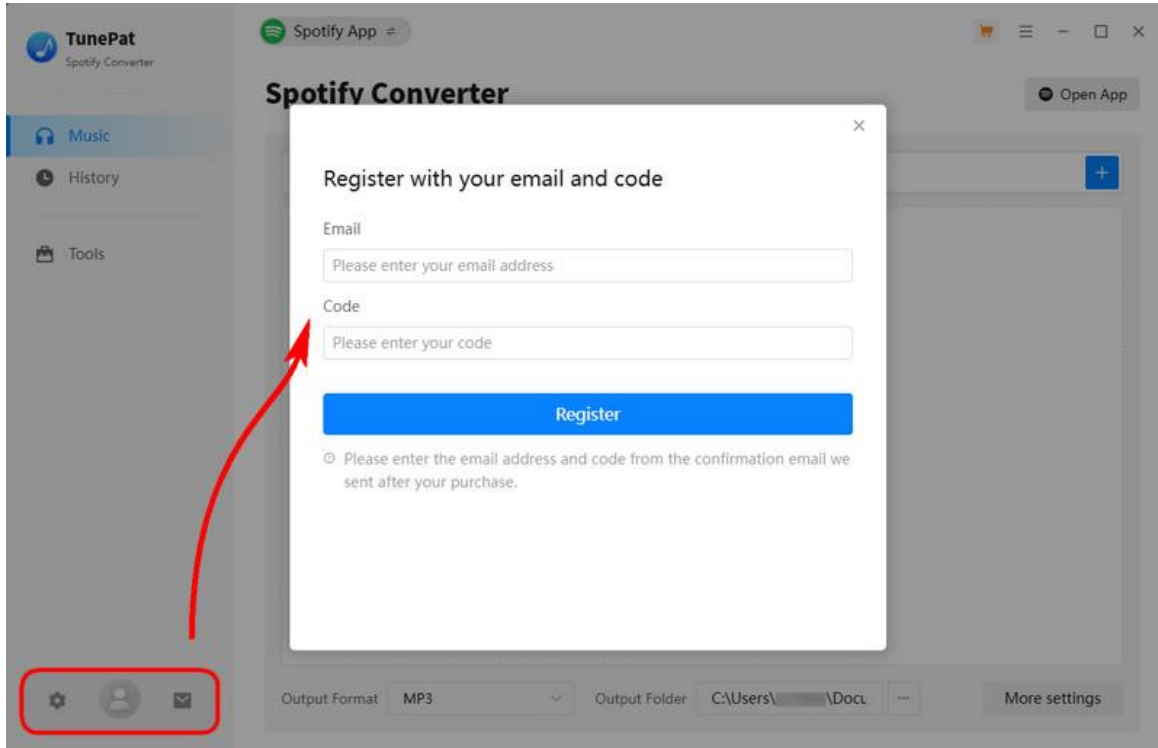 TunePat
Spotify Converter
Music
History
Tools
Spotify App
Spotify Converter
Open App
Register with your email and code
Email
Please enter your email address
Code
Please enter your code
Register
Please enter the email address and code from the confirmation email we
sent after your purchase.
Output Format MP3 Output Folder C:\Users\ \Docu ... More settings